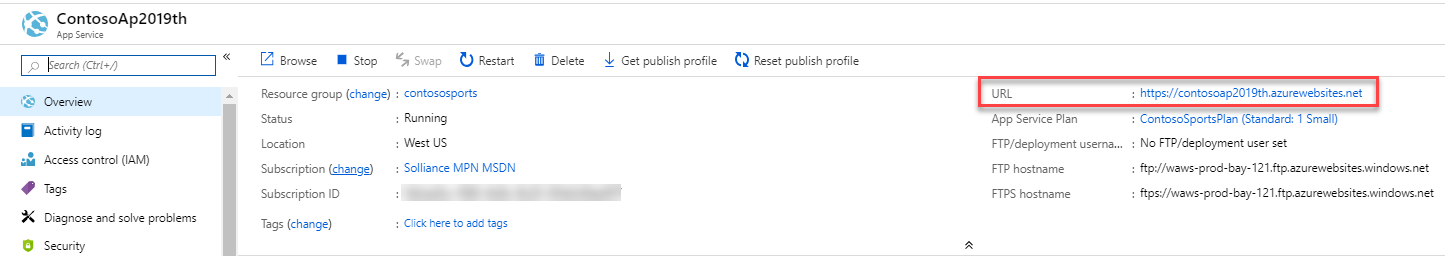 ContosoAp2019th
App Service
Search (Ctrl+/)
«
Overview
Activity log
Access control (IAM)
Tags
Diagnose and solve problems
Security
Browse Stop Swap Restart Delete Get publish profile Reset publish profile
Resource group (change) : contososports
Status : Running
Location : West US
Subscription (change) : Solliance MPN MSDN
Subscription ID :
Tags (change) : Click here to add tags
URL : https://contosoap2019th.azurewebsites.net
App Service Plan : ContosoSportsPlan (Standard: 1 Small)
FTP/deployment userna... : No FTP/deployment user set
FTP hostname : ftp://waws-prod-bay-121.ftp.azurewebsites.windows.net
FTPS hostname : ftps://waws-prod-bay-121.ftp.azurewebsites.windows.net